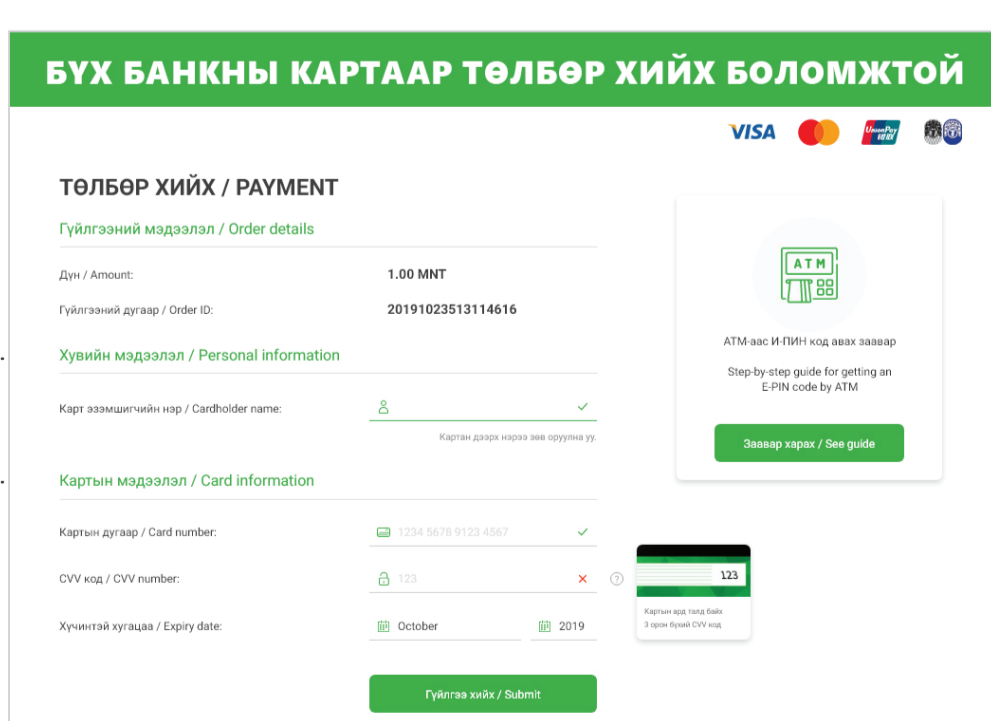 БҮХ БАНКНЫ КАРТААР ТӨЛБӨР ХИЙХ БОЛОМЖТОЙ
VISA
UnionPay
银联
ТӨЛБӨР ХИЙХ / PAYMENT
Гүйлгээний мэдээлэл / Order details
Дүн / Amount:
1.00 MNT
Гүйлгээний дугаар / Order ID:
20191023513114616
Хувийн мэдээлэл / Personal information
Карт эзэмшигчийн нэр / Cardholder name:
Картан дээрх нэрээ зөв оруулна уу.
Картын мэдээлэл / Card information
Картын дугаар / Card number:
1234 5678 9123 4567
CVV код / CVV number:
123
?
Хүчинтэй хугацаа / Expiry date:
October
2019
Гүйлгээ хийх / Submit
ATM
АТМ-аас И-ПИН код авах заавар
Step-by-step guide for getting an
E-PIN code by ATM
Заавар харах / See guide
123
Картын ард талд байх
3 орон бүхий CVV код